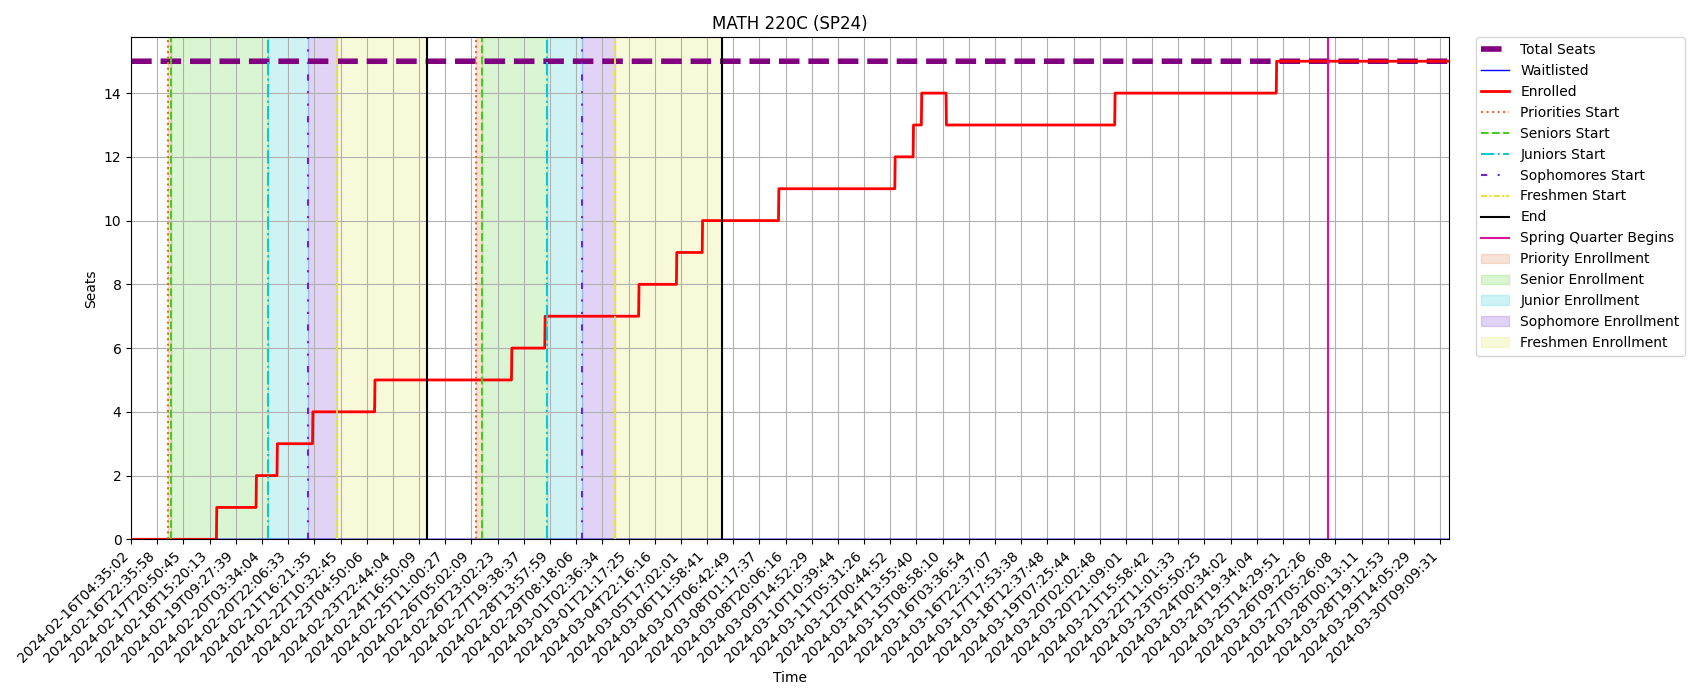 MATH 220C (SP24)
Seats
14
12
10
8
6
4
2
0
2024-02-16T04:35:02
2024-02-16T22:35:58
2024-02-17T20:50:45
2024-02-18T15:20:13
2024-02-19T09:27:39
2024-02-20T03:34:04
2024-02-20T22:06:33
2024-02-21T16:21:35
2024-02-22T10:32:45
2024-02-23T04:50:06
2024-02-23T22:44:04
2024-02-24T16:50:09
2024-02-25T11:00:27
2024-02-26T05:02:09
2024-02-26T23:02:23
2024-02-27T19:38:37
2024-02-28T13:57:59
2024-02-29T08:18:06
2024-03-01T02:36:34
2024-03-01T21:17:25
2024-03-04T22:16:16
2024-03-05T17:02:01
2024-03-06T11:58:41
2024-03-07T06:42:49
2024-03-08T01:17:37
2024-03-08T20:06:16
2024-03-09T14:52:29
2024-03-10T10:39:44
2024-03-11T05:31:26
2024-03-12T00:44:52
2024-03-14T13:55:40
2024-03-15T08:58:10
2024-03-16T03:36:54
2024-03-16T22:37:07
2024-03-17T17:53:38
2024-03-18T12:37:48
2024-03-19T07:25:44
2024-03-20T02:02:48
2024-03-20T21:09:01
2024-03-21T15:58:42
2024-03-22T11:01:33
2024-03-23T05:50:25
2024-03-24T00:34:02
2024-03-24T19:34:04
2024-03-25T14:29:51
2024-03-26T09:22:26
2024-03-27T05:26:08
2024-03-28T00:13:11
2024-03-28T19:12:53
2024-03-29T14:05:29
2024-03-30T09:09:31
Time
Total Seats
Waitlisted
Enrolled
Priorities Start
Seniors Start
Juniors Start
Sophomores Start
Freshmen Start
End
Spring Quarter Begins
Priority Enrollment
Senior Enrollment
Junior Enrollment
Sophomore Enrollment
Freshmen Enrollment